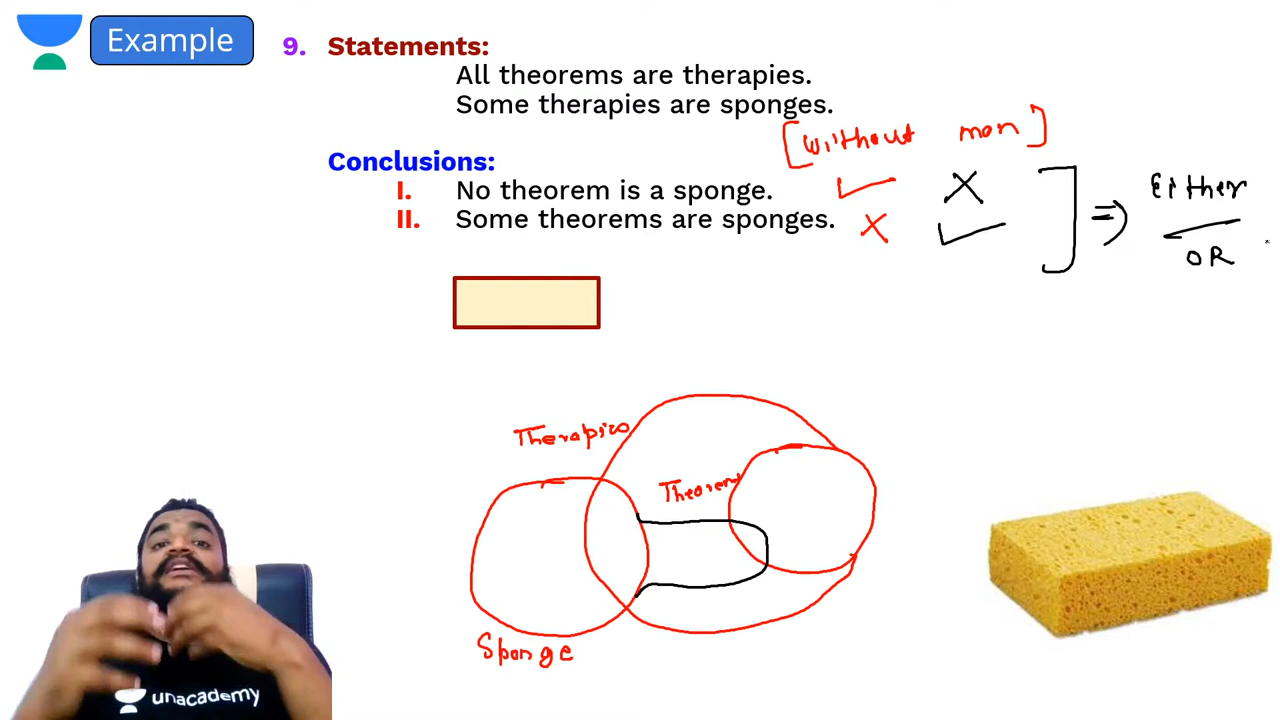 Example
9. Statements:
All theorems are therapies.
Some therapies are sponges.
[without mon]
Conclusions:
I. No theorem is a sponge. ✓ X
II. Some theorems are sponges. X ✓
] ⇒ Either
OR
Therapies
Theorem
Sponge
unacademy